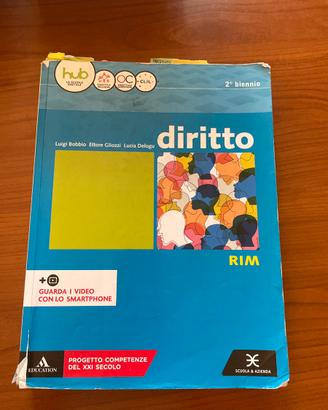 hub
CLIL
2° biennio
Luigi Bobbio Ettore Gliozzi Lucia Delogu
diritto
RIM
GUARDA I VIDEO
CON LO SMARTPHONE
EDUCATION
PROGETTO COMPETENZE
DEL XXI SECOLO
SCUOLA & AZIENDA